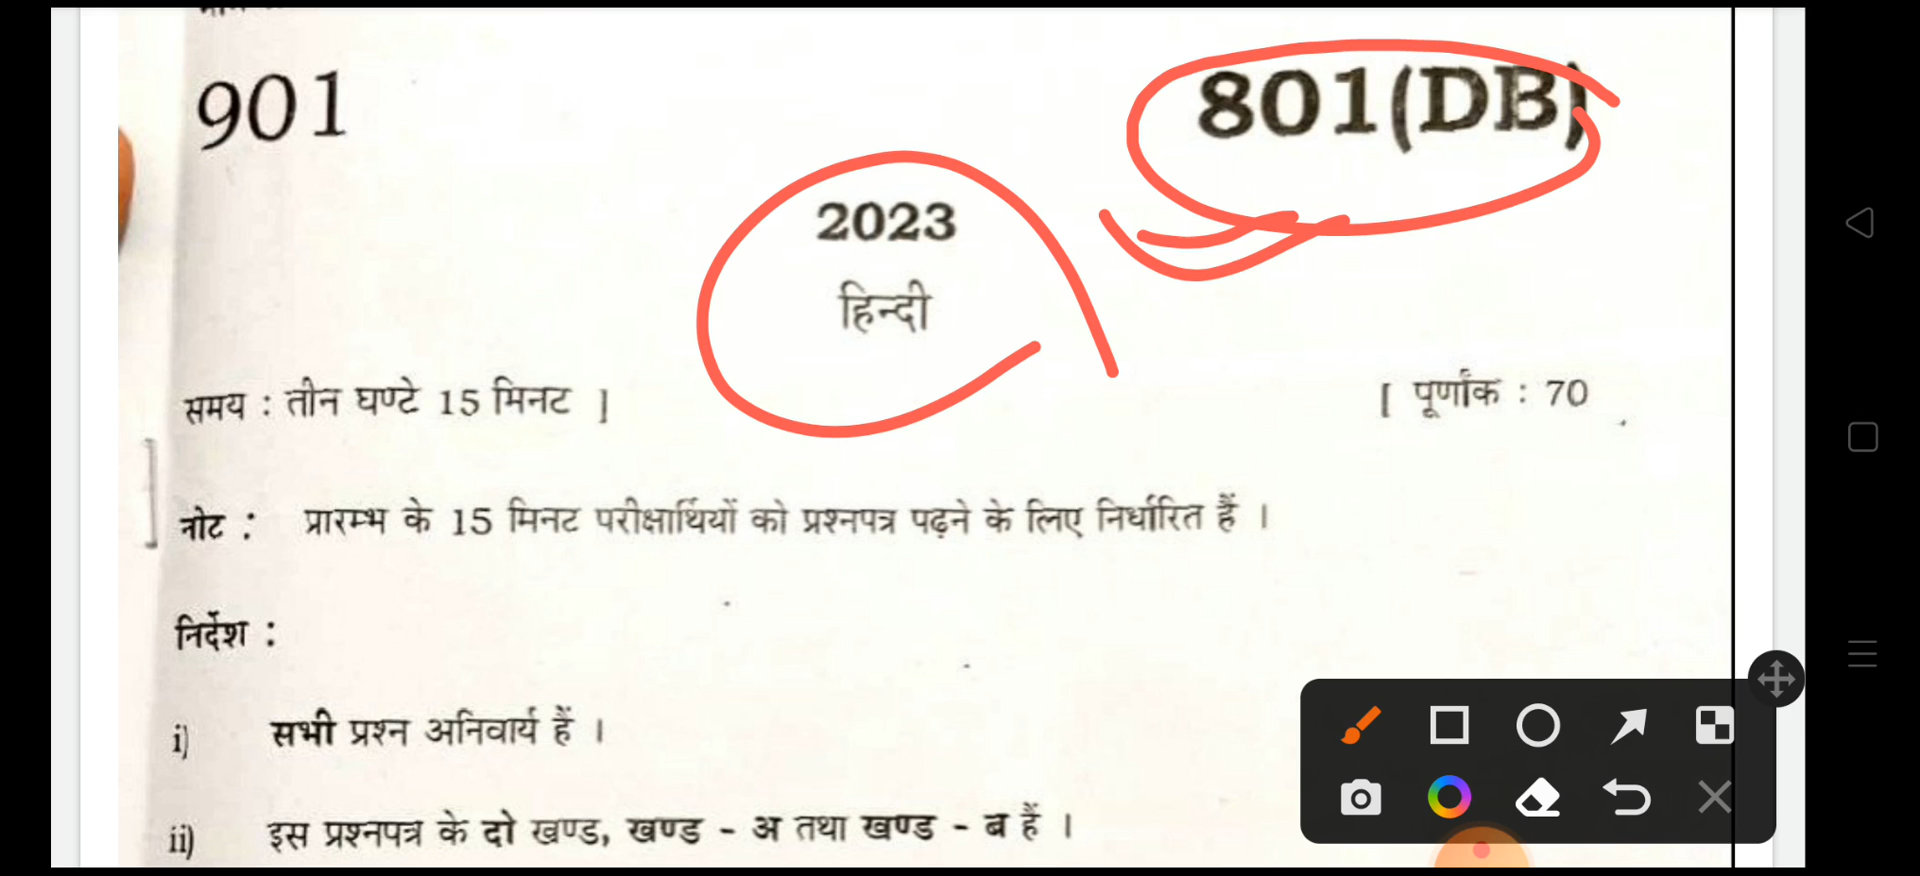 901
801(DB)
2023
हिन्दी
समय : तीन घण्टे 15 मिनट ]
[ पूर्णांक : 70
नोट : प्रारम्भ के 15 मिनट परीक्षार्थियों को प्रश्नपत्र पढ़ने के लिए निर्धारित हैं ।
निर्देश :
i) सभी प्रश्न अनिवार्य हैं ।
ii) इस प्रश्नपत्र के दो खण्ड, खण्ड - अ तथा खण्ड - ब हैं ।